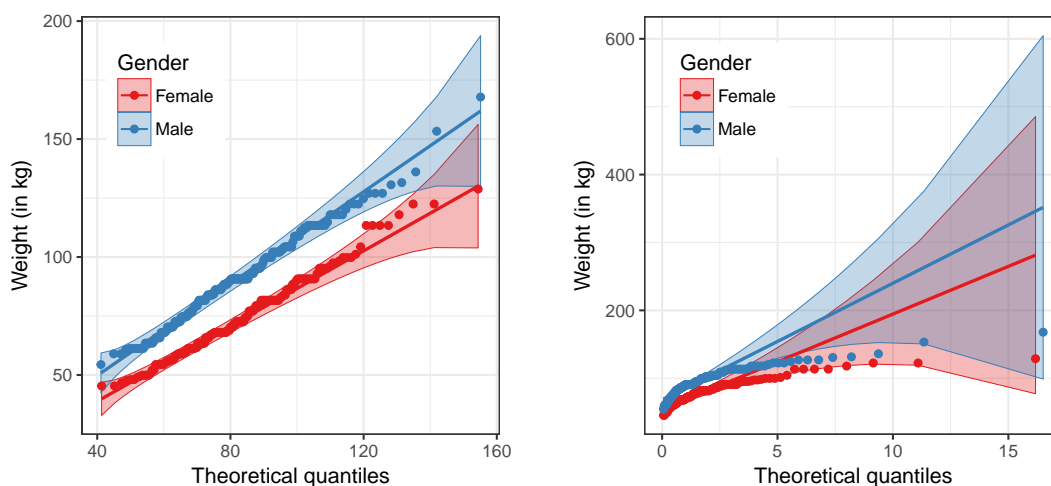 200
150
100
50
Weight (in kg)
Gender
Female
Male
40
80
120
160
Theoretical quantiles
600
400
200
Weight (in kg)
Gender
Female
Male
0
5
10
15
Theoretical quantiles